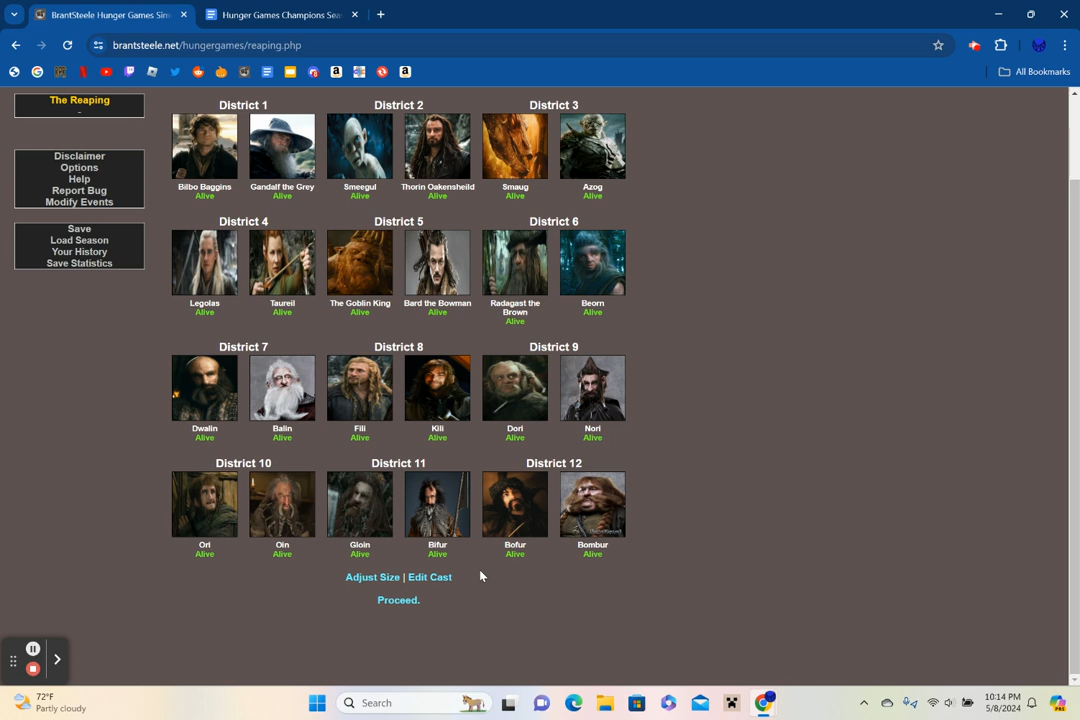 BrantSteele Hunger Games Sim
Hunger Games Champions Sea
brantsteele.net/hungergames/reaping.php
All Bookmarks
The Reaping
-
Disclaimer
Options
Help
Report Bug
Modify Events
Save
Load Season
Your History
Save Statistics
District 1 District 2 District 3
Bilbo Baggins Gandalf the Grey Smeegul Thorin Oakensheild Smaug Azog
Alive Alive Alive Alive Alive Alive
District 4 District 5 District 6
Legolas Taureil The Goblin King Bard the Bowman Radagast the Brown Beorn
Alive Alive Alive Alive Alive Alive
District 7 District 8 District 9
Dwalin Balin Fili Kili Dori Nori
Alive Alive Alive Alive Alive Alive
District 10 District 11 District 12
Ori Oin Gloin Bifur Bofur Bombur
Alive Alive Alive Alive Alive Alive
Adjust Size | Edit Cast
Proceed.
72°F
Partly cloudy
Search
10:14 PM
5/8/2024